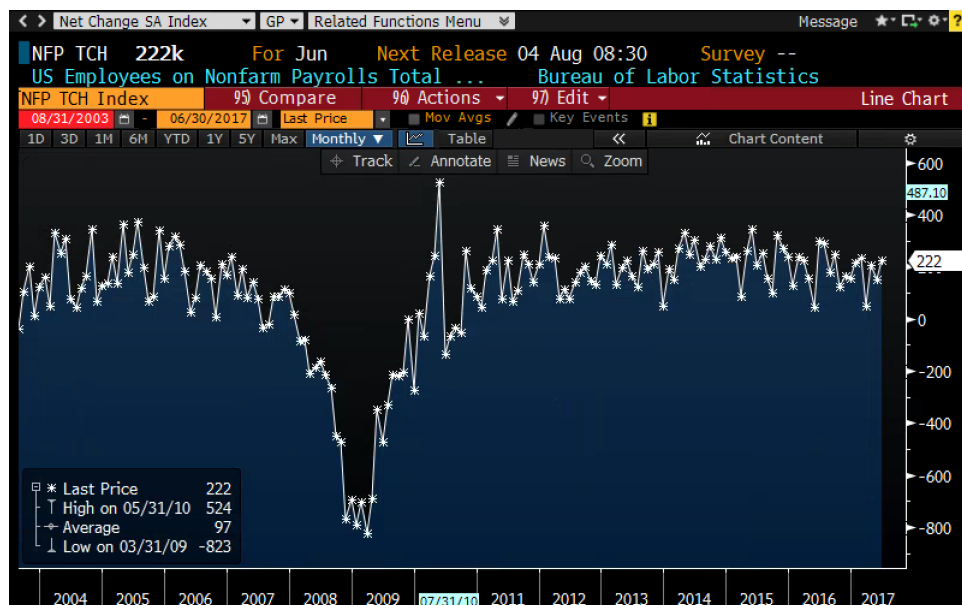 < > Net Change SA Index GP Related Functions Menu Message ?
NFP TCH 222k For Jun Next Release 04 Aug 08:30 Survey --
US Employees on Nonfarm Payrolls Total ... Bureau of Labor Statistics
NFP TCH Index 95) Compare 96) Actions 97) Edit Line Chart
08/31/2003 - 06/30/2017 Last Price Mov Avgs Key Events i
1D 3D 1M 6M YTD 1Y 5Y Max Monthly ▼ Table << Chart Content
Track Annotate News Zoom
600
487.10
400
222
0
-200
-400
-600
-800
Last Price 222
High on 05/31/10 524
Average 97
Low on 03/31/09 -823
2004 2005 2006 2007 2008 2009 07/31/10 2011 2012 2013 2014 2015 2016 2017